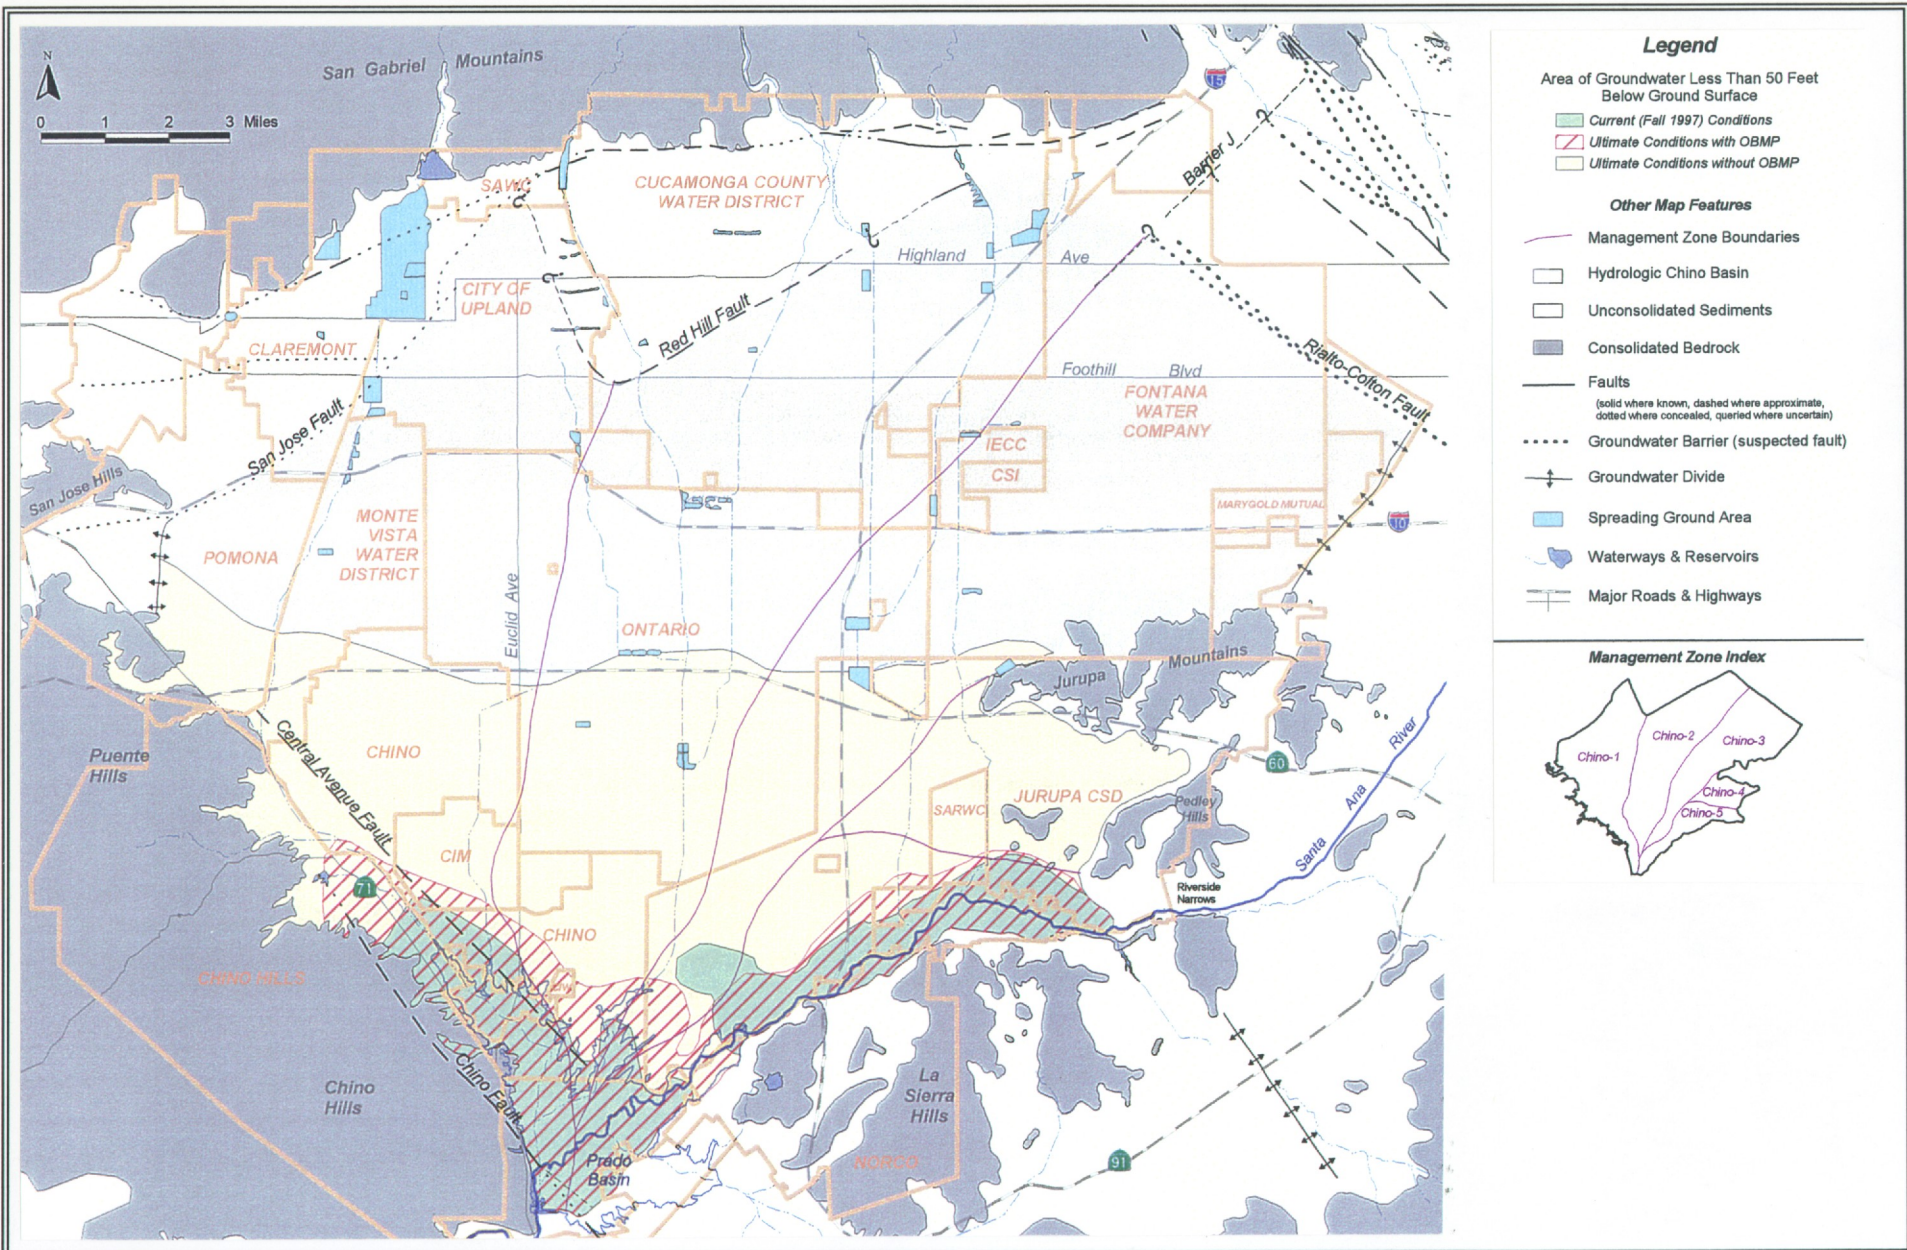 San Gabriel Mountains
N
0 1 2 3 Miles
15
Barrier J
SAWC
CUCAMONGA COUNTY
WATER DISTRICT
?
?
?
?
?
Highland Ave
CITY OF
UPLAND
Red Hill Fault
CLAREMONT
Rialto-Colton Fault
Foothill Blvd
FONTANA
WATER
COMPANY
San Jose Fault
IECC
CSI
San Jose Hills
MARYGOLD MUTUAL
10
MONTE
VISTA
WATER
DISTRICT
POMONA
Euclid Ave
ONTARIO
Jurupa Mountains
Central Avenue Fault
CHINO
Puente
Hills
60
Santa Ana River
JURUPA CSD
SARWC
Pedley
Hills
CIM
71
Riverside
Narrows
CHINO
CHINO HILLS
CIW
Chino Fault
Chino
Hills
La
Sierra
Hills
Prado
Basin
NORCO
91
Legend
Area of Groundwater Less Than 50 Feet
Below Ground Surface
Current (Fall 1997) Conditions
Ultimate Conditions with OBMP
Ultimate Conditions without OBMP
Other Map Features
Management Zone Boundaries
Hydrologic Chino Basin
Unconsolidated Sediments
Consolidated Bedrock
Faults
(solid where known, dashed where approximate,
dotted where concealed, queried where uncertain)
Groundwater Barrier (suspected fault)
Groundwater Divide
Spreading Ground Area
Waterways & Reservoirs
Major Roads & Highways
Management Zone Index
Chino-1
Chino-2
Chino-3
Chino-4
Chino-5